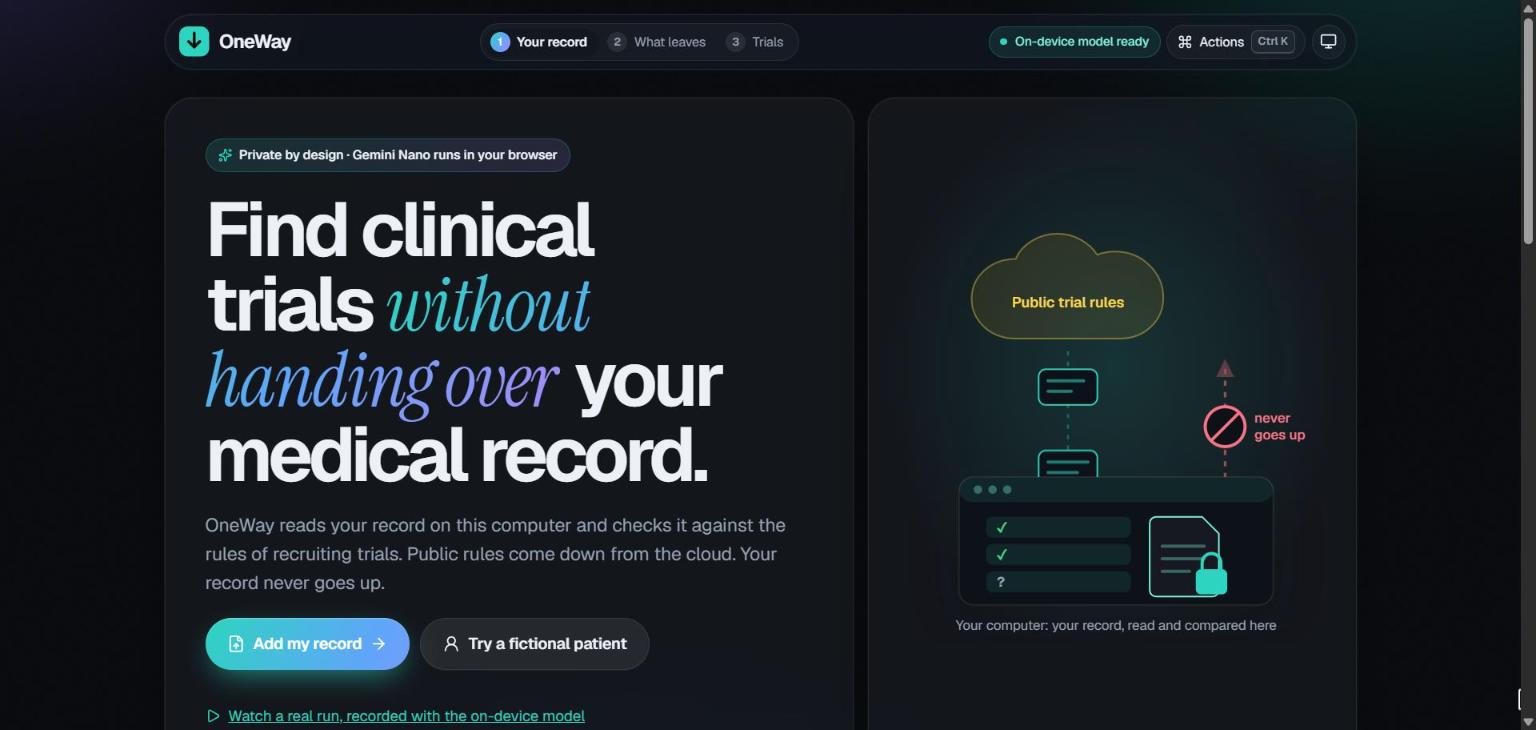 OneWay
1 Your record 2 What leaves 3 Trials
On-device model ready
⌘ Actions Ctrl K
Private by design · Gemini Nano runs in your browser
Find clinical
trials without
handing over your
medical record.
OneWay reads your record on this computer and checks it against the
rules of recruiting trials. Public rules come down from the cloud. Your
record never goes up.
Add my record
Try a fictional patient
Watch a real run, recorded with the on-device model
Public trial rules
never
goes up
?
Your computer: your record, read and compared here